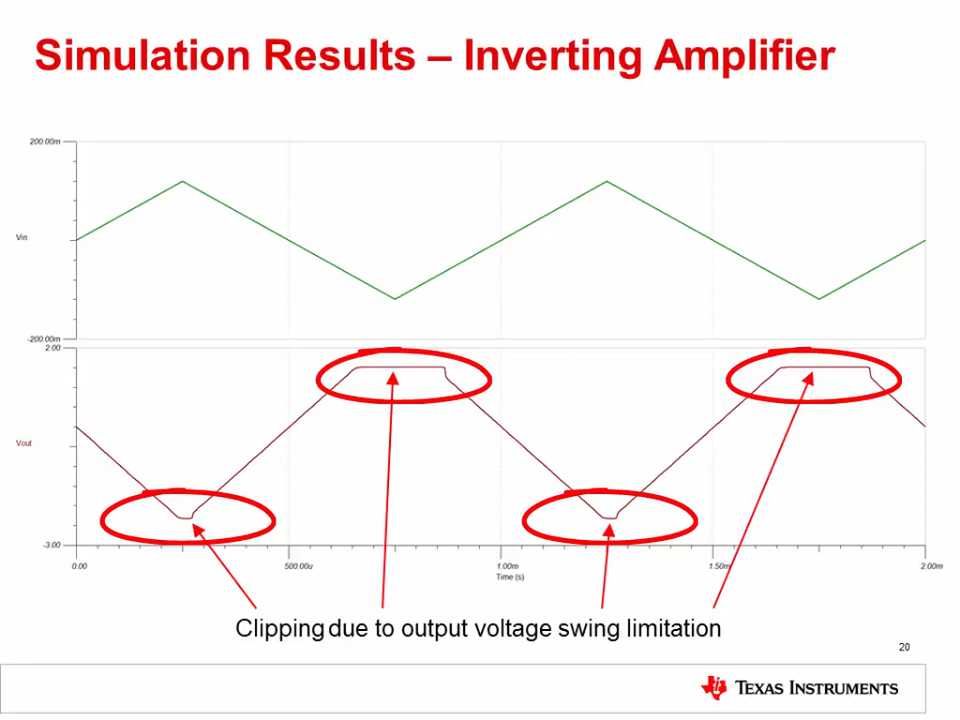 Simulation Results – Inverting Amplifier
200.00m
Vin
-200.00m
2.00
Vout
-3.00
0.00 500.00u 1.00m 1.50m 2.00m
Time (s)
Clipping due to output voltage swing limitation
20
TEXAS INSTRUMENTS